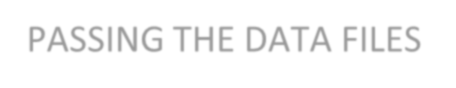 PASSING THE DATA FILES